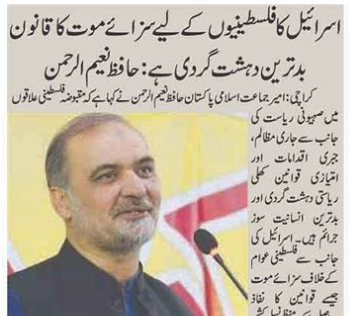 اسرائیل کا فلسطینیوں کے لیے سزائے موت کا قانون
بدترین دہشت گردی ہے: حافظ نعیم الرحمن
کراچی: امیر جماعت اسلامی پاکستان حافظ نعیم الرحمن نے کہا ہے کہ مقبوضہ فلسطینی علاقوں
میں صیہونی ریاست کی
جانب سے جاری مظالم،
جبری اقدامات اور
امتیازی قوانین کھلی
ریاستی دہشت گردی اور
بدترین انسانیت سوز
جرائم ہیں۔ اسرائیل کی
جانب سے فلسطینی عوام
کے خلاف سزائے موت
جیسے قوانین کا نفاذ